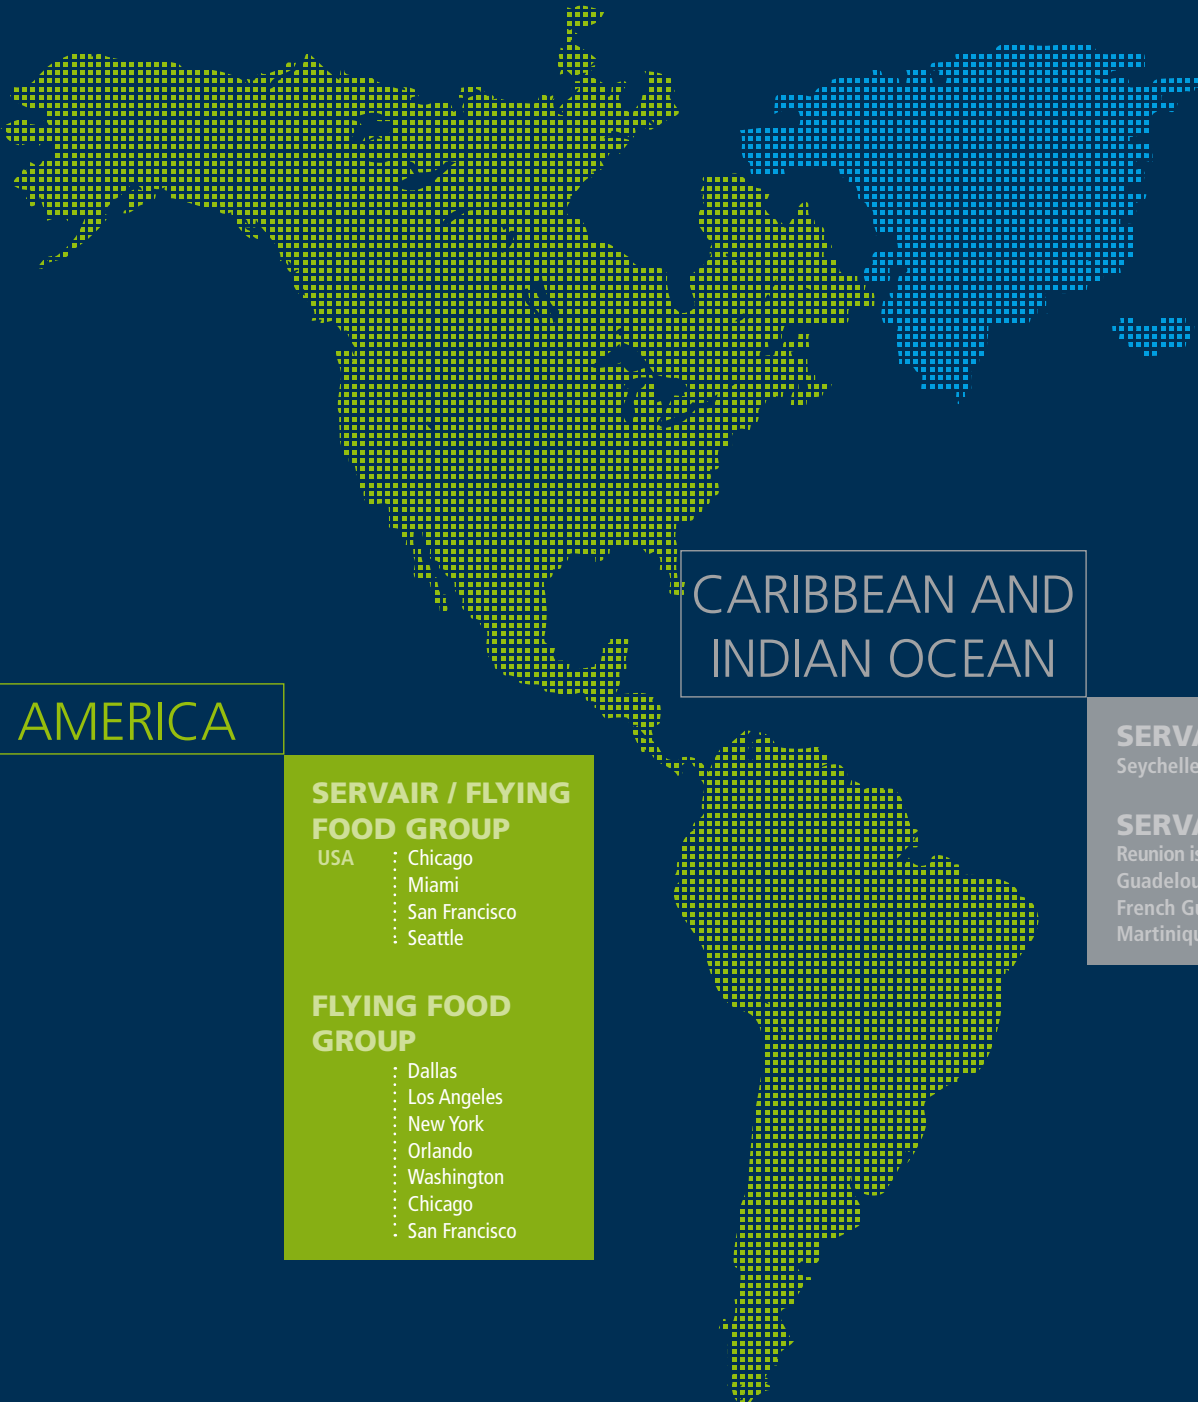 CARIBBEAN AND
INDIAN OCEAN
AMERICA
SERVAIR / FLYING
FOOD GROUP
USA
Chicago
Miami
San Francisco
Seattle
FLYING FOOD
GROUP
Dallas
Los Angeles
New York
Orlando
Washington
Chicago
San Francisco
French